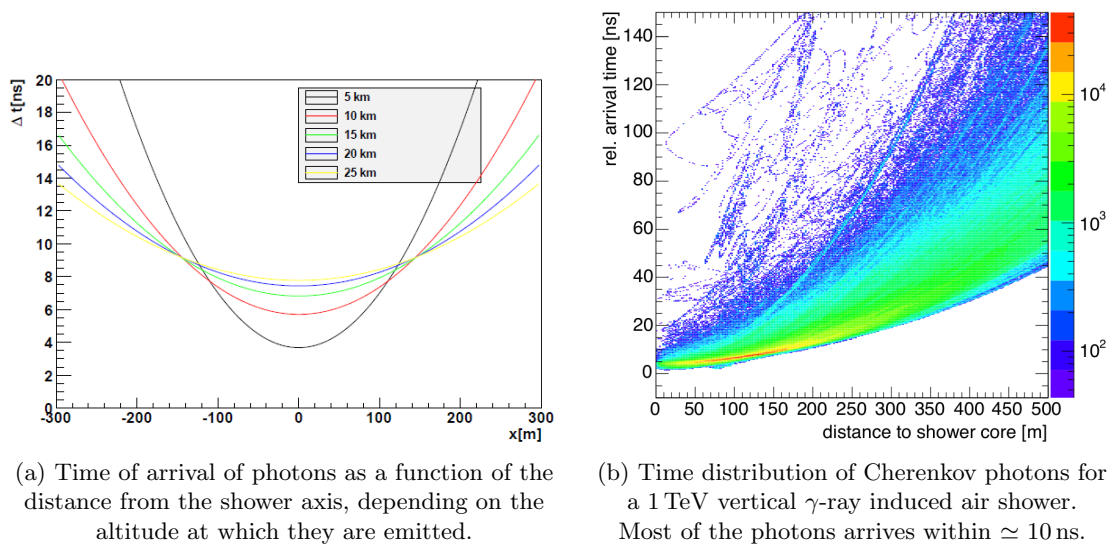 20
18
16
14
12
10
8
6
4
2
0
Δ t[ns]
5 km
10 km
15 km
20 km
25 km
-300 -200 -100 0 100 200 300
x[m]
rel. arrival time [ns]
140
120
100
80
60
40
20
0
0 50 100 150 200 250 300 350 400 450 500
distance to shower core [m]
10⁴
10³
10²
(a) Time of arrival of photons as a function of the
distance from the shower axis, depending on the
altitude at which they are emitted.
(b) Time distribution of Cherenkov photons for
a 1 TeV vertical γ-ray induced air shower.
Most of the photons arrives within ≃ 10 ns.